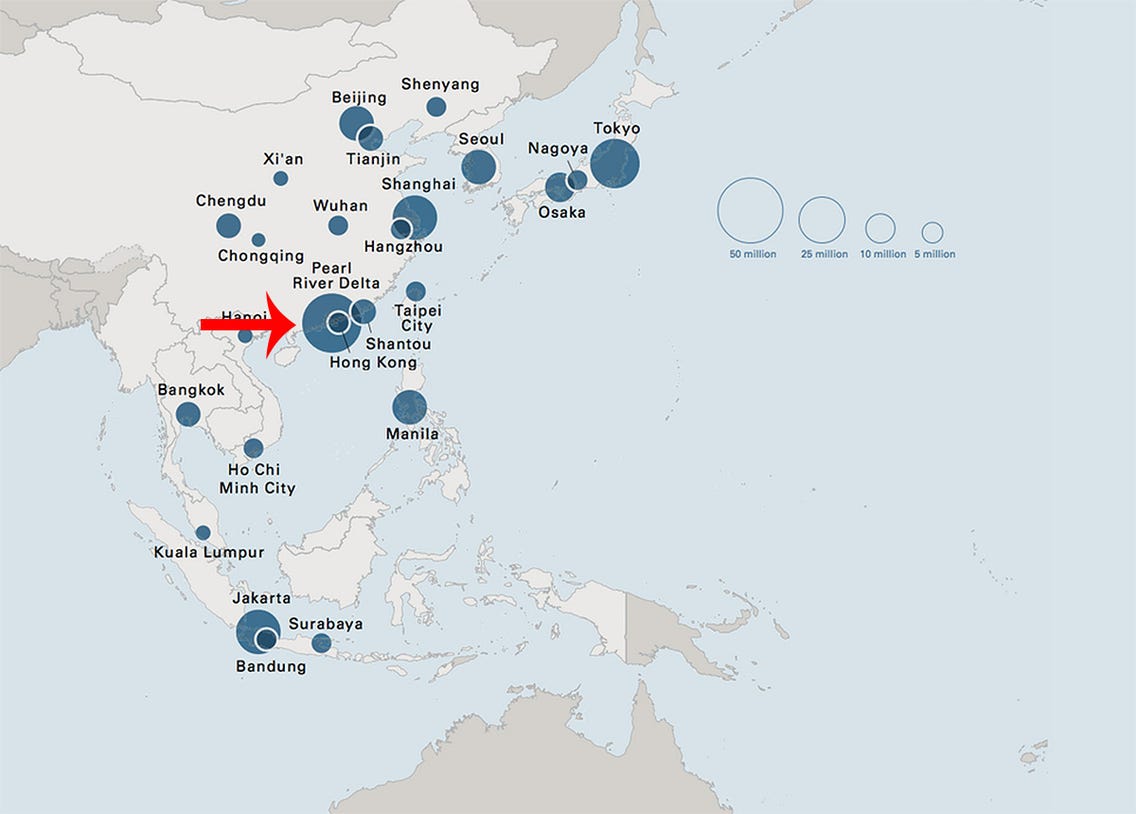 Shenyang
Beijing
Tokyo
Seoul
Nagoya
Xi'an
Tianjin
Shanghai
Chengdu
Wuhan
Osaka
Hangzhou
Chongqing
50 million
25 million
10 million
5 million
Pearl
River Delta
Taipei
City
Hanoi
Shantou
Hong Kong
Bangkok
Manila
Ho Chi
Minh City
Kuala Lumpur
Jakarta
Surabaya
Bandung